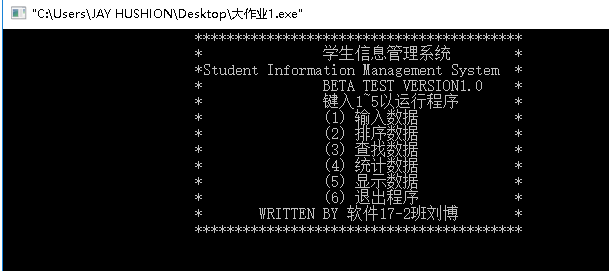 "C:\Users\JAY HUSHION\Desktop\大作业1.exe"
*****************************************
* 学生信息管理系统 *
*Student Information Management System *
* BETA TEST VERSION1.0 *
* 键入1~5以运行程序 *
* (1) 输入数据 *
* (2) 排序数据 *
* (3) 查找数据 *
* (4) 统计数据 *
* (5) 显示数据 *
* (6) 退出程序 *
* WRITTEN BY 软件17-2班刘博 *
*****************************************